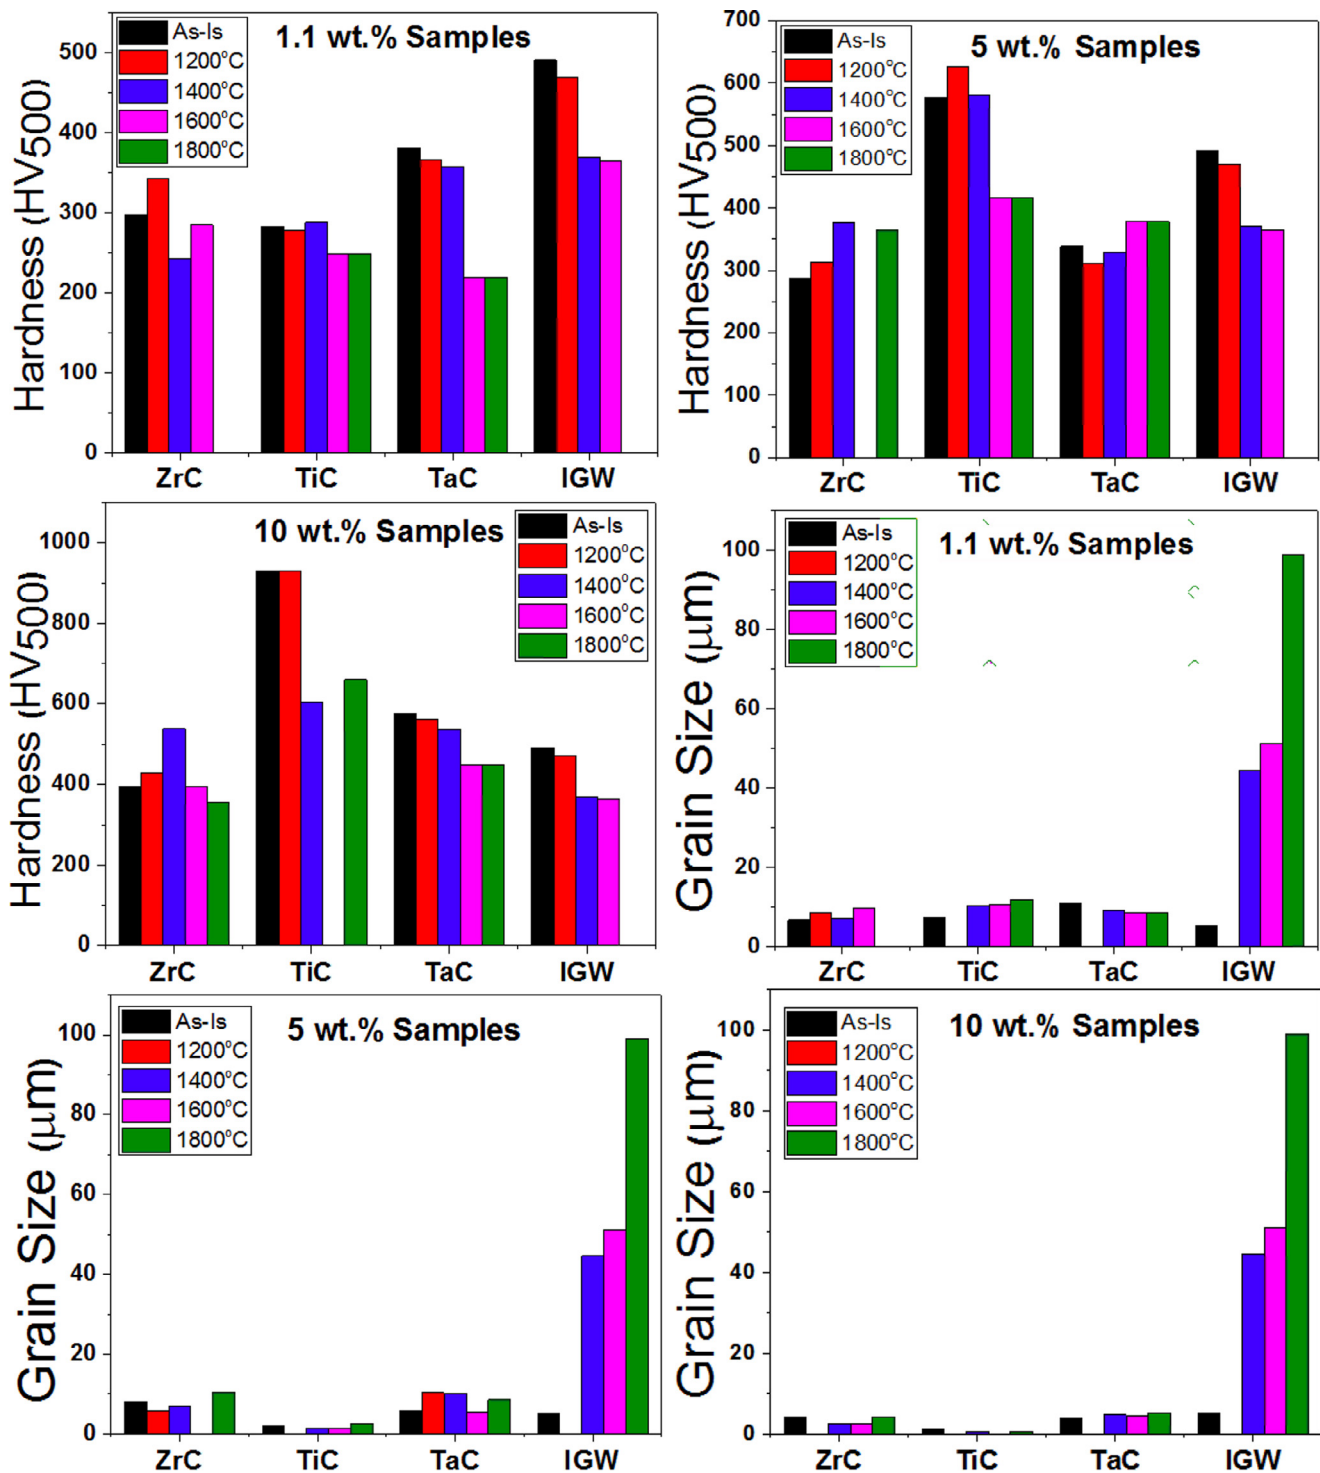 1.1 wt.% Samples
As-Is
1200°C
1400°C
1600°C
1800°C
Hardness (HV500)
500
400
300
200
100
0
ZrC TiC TaC IGW
5 wt.% Samples
As-Is
1200°C
1400°C
1600°C
1800°C
Hardness (HV500)
700
600
500
400
300
200
100
0
ZrC TiC TaC IGW
10 wt.% Samples
As-Is
1200°C
1400°C
1600°C
1800°C
Hardness (HV500)
1000
800
600
400
200
0
ZrC TiC TaC IGW
1.1 wt.% Samples
As-Is
1200°C
1400°C
1600°C
1800°C
Grain Size (μm)
100
80
60
40
20
0
ZrC TiC TaC IGW
5 wt.% Samples
As-Is
1200°C
1400°C
1600°C
1800°C
Grain Size (μm)
100
80
60
40
20
0
ZrC TiC TaC IGW
10 wt.% Samples
As-Is
1200°C
1400°C
1600°C
1800°C
Grain Size (μm)
100
80
60
40
20
0
ZrC TiC TaC IGW